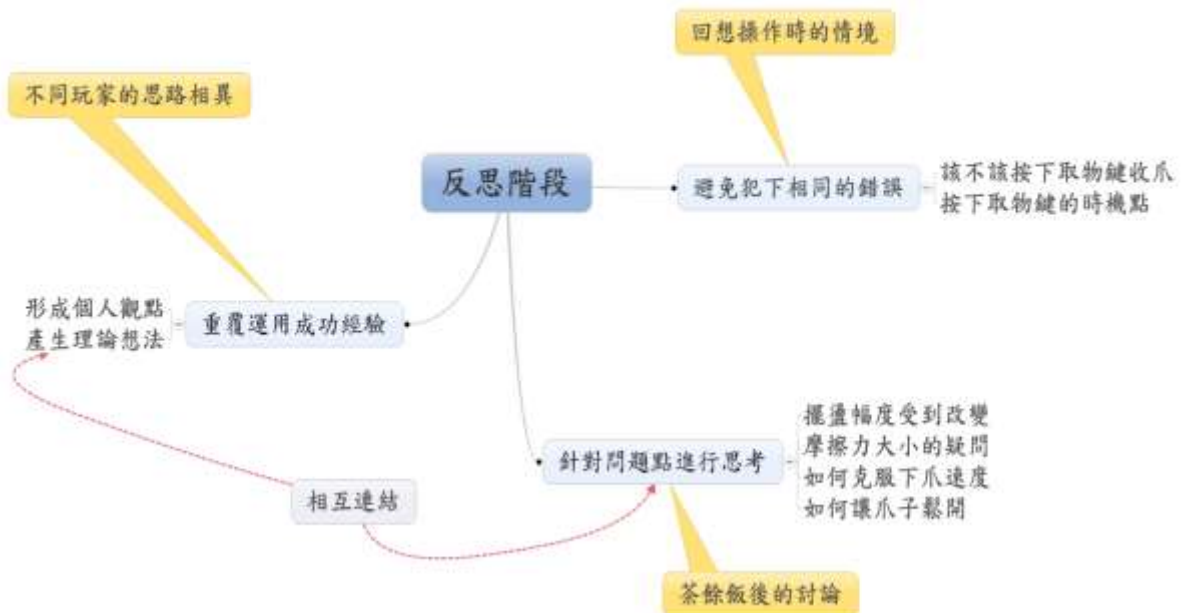 回想操作時的情境
不同玩家的思路相異
反思階段
避免犯下相同的錯誤
該不該按下取物鍵收爪
按下取物鍵的時機點
形成個人觀點
產生理論想法
重覆運用成功經驗
擺盪幅度受到改變
摩擦力大小的疑問
如何克服下爪速度
如何讓爪子鬆開
針對問題點進行思考
相互連結
茶餘飯後的討論